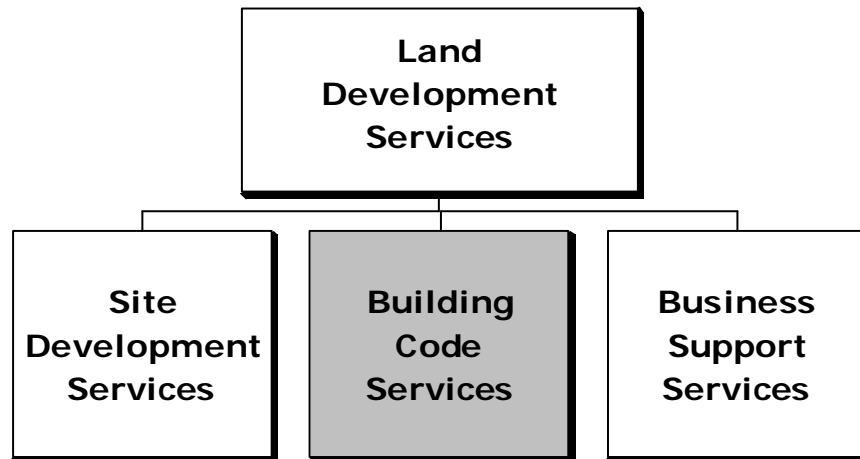 Land
Development
Services
Site
Development
Services
Building
Code
Services
Business
Support
Services